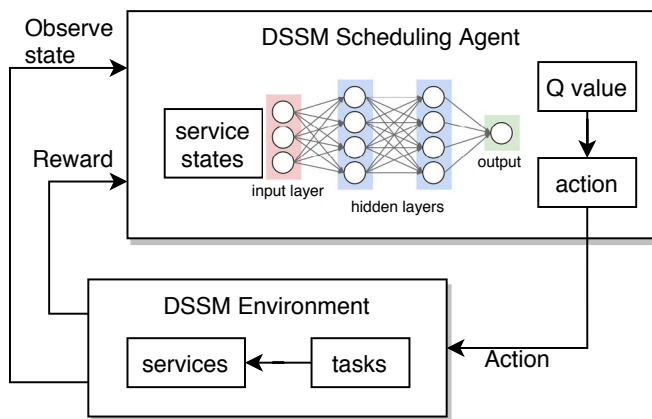 Observe
state
DSSM Scheduling Agent
Q value
service
states
Reward
output
action
input layer
hidden layers
DSSM Environment
services
tasks
Action